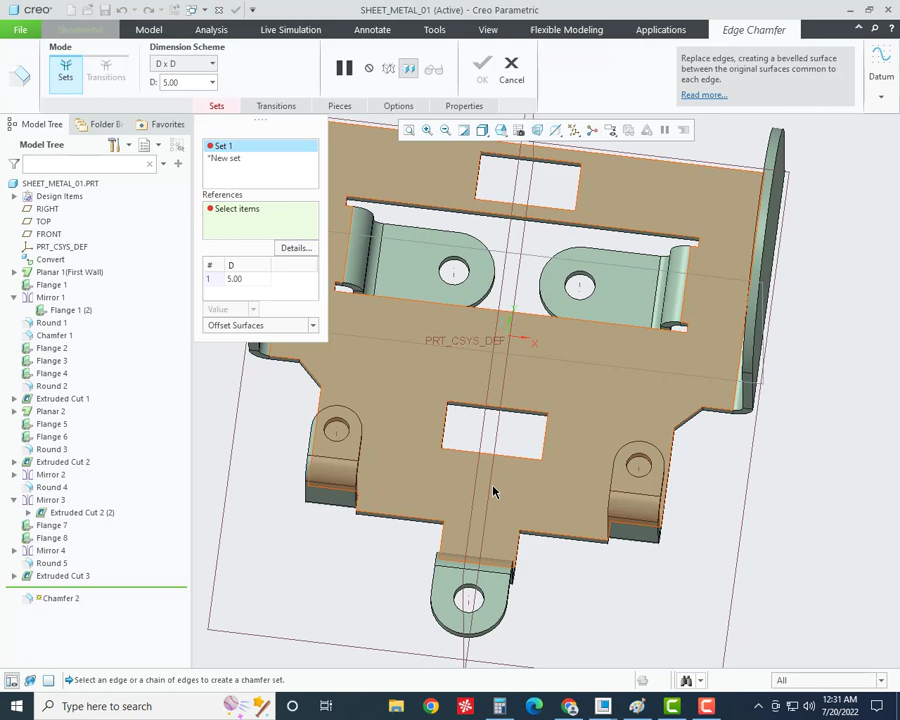 creo
SHEET_METAL_01 (Active) - Creo Parametric
File
Sheetmetal
Model
Analysis
Live Simulation
Annotate
Tools
View
Flexible Modeling
Applications
Edge Chamfer
Mode
Sets
Transitions
Dimension Scheme
D x D
D: 5.00
OK
Cancel
Replace edges, creating a bevelled surface
between the original surfaces common to
each edge.
Read more...
Datum
Sets
Transitions
Pieces
Options
Properties
Model Tree
Folder B
Favorites
Model Tree
SHEET_METAL_01.PRT
Design Items
RIGHT
TOP
FRONT
PRT_CSYS_DEF
Convert
Planar 1(First Wall)
Flange 1
Mirror 1
Flange 1 (2)
Round 1
Chamfer 1
Flange 2
Flange 3
Flange 4
Round 2
Extruded Cut 1
Planar 2
Flange 5
Flange 6
Round 3
Extruded Cut 2
Mirror 2
Round 4
Mirror 3
Extruded Cut 2 (2)
Flange 7
Flange 8
Mirror 4
Round 5
Extruded Cut 3
Chamfer 2
Set 1
*New set
References
Select items
Details...
# D
1 5.00
Value
Offset Surfaces
PRT_CSYS_DEF
X
Select an edge or a chain of edges to create a chamfer set.
All
Type here to search
12:31 AM
7/20/2022